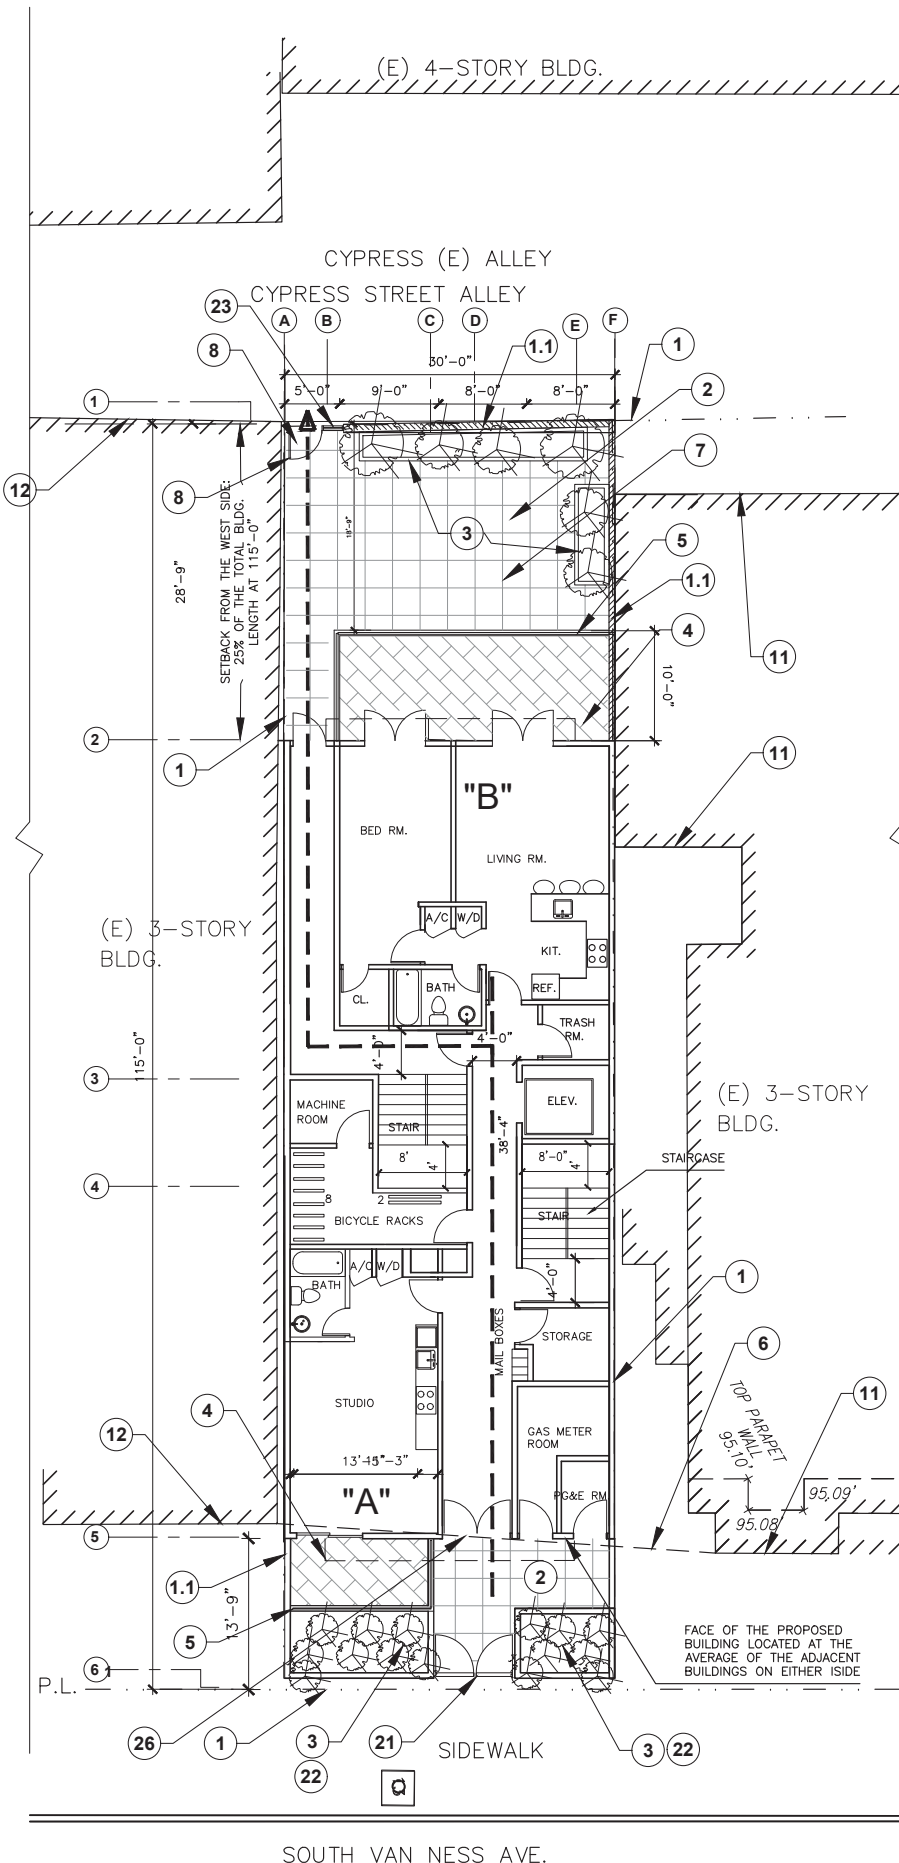 (E) 4-STORY BLDG.
CYPRESS (E) ALLEY
CYPRESS STREET ALLEY
23
A
B
C
D
E
F
8
1.1
1
2
30'-0"
5'-0"
9'-0"
8'-0"
8'-0"
1
7
12
8
3
11
5
18'-9"
1.1
SETBACK FROM THE WEST SIDE:
25% OF THE TOTAL BLDG.
LENGTH AT 115'-0"
28'-9"
4
11
10'-0"
2
1
11
"B"
BED RM.
LIVING RM.
A/C
W/D
(E) 3-STORY
BLDG.
KIT.
CL.
BATH
REF.
TRASH
RM.
4'-0"
4'-0"
115'-0"
3
MACHINE
ROOM
ELEV.
(E) 3-STORY
BLDG.
STAIR
38'-4"
8'
4'
8'-0"
4'
STAIRCASE
4
8
2
STAIR
BICYCLE RACKS
A/C
W/D
BATH
4'-0"
1
MAIL BOXES
STORAGE
6
STUDIO
TOP PARAPET
WALL
95.10'
11
4
12
GAS METER
ROOM
"A"
PG&E RM
95.09'
95.08'
5
1.1
2
13'-9"
5
FACE OF THE PROPOSED
BUILDING LOCATED AT THE
AVERAGE OF THE ADJACENT
BUILDINGS ON EITHER ISIDE
6
P.L.
26
1
3
22
21
SIDEWALK
3
22
SOUTH VAN NESS AVE.